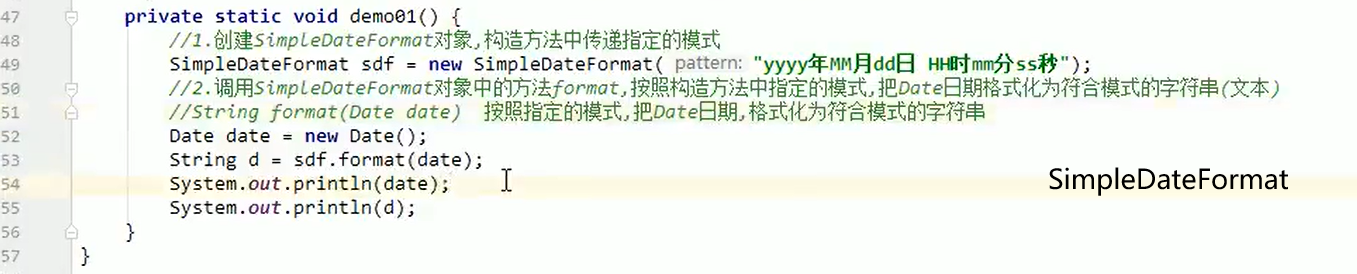 47 private static void demo01() {
48 //1.创建SimpleDateFormat对象,构造方法中传递指定的模式
49 SimpleDateFormat sdf = new SimpleDateFormat( pattern: "yyyy年MM月dd日 HH时mm分ss秒");
50 //2.调用SimpleDateFormat对象中的方法format,按照构造方法中指定的模式,把Date日期格式化为符合模式的字符串(文本)
51 //String format(Date date) 按照指定的模式,把Date日期,格式化为符合模式的字符串
52 Date date = new Date();
53 String d = sdf.format(date);
54 System.out.println(date);
SimpleDateFormat
55 System.out.println(d);
56 }
57 }